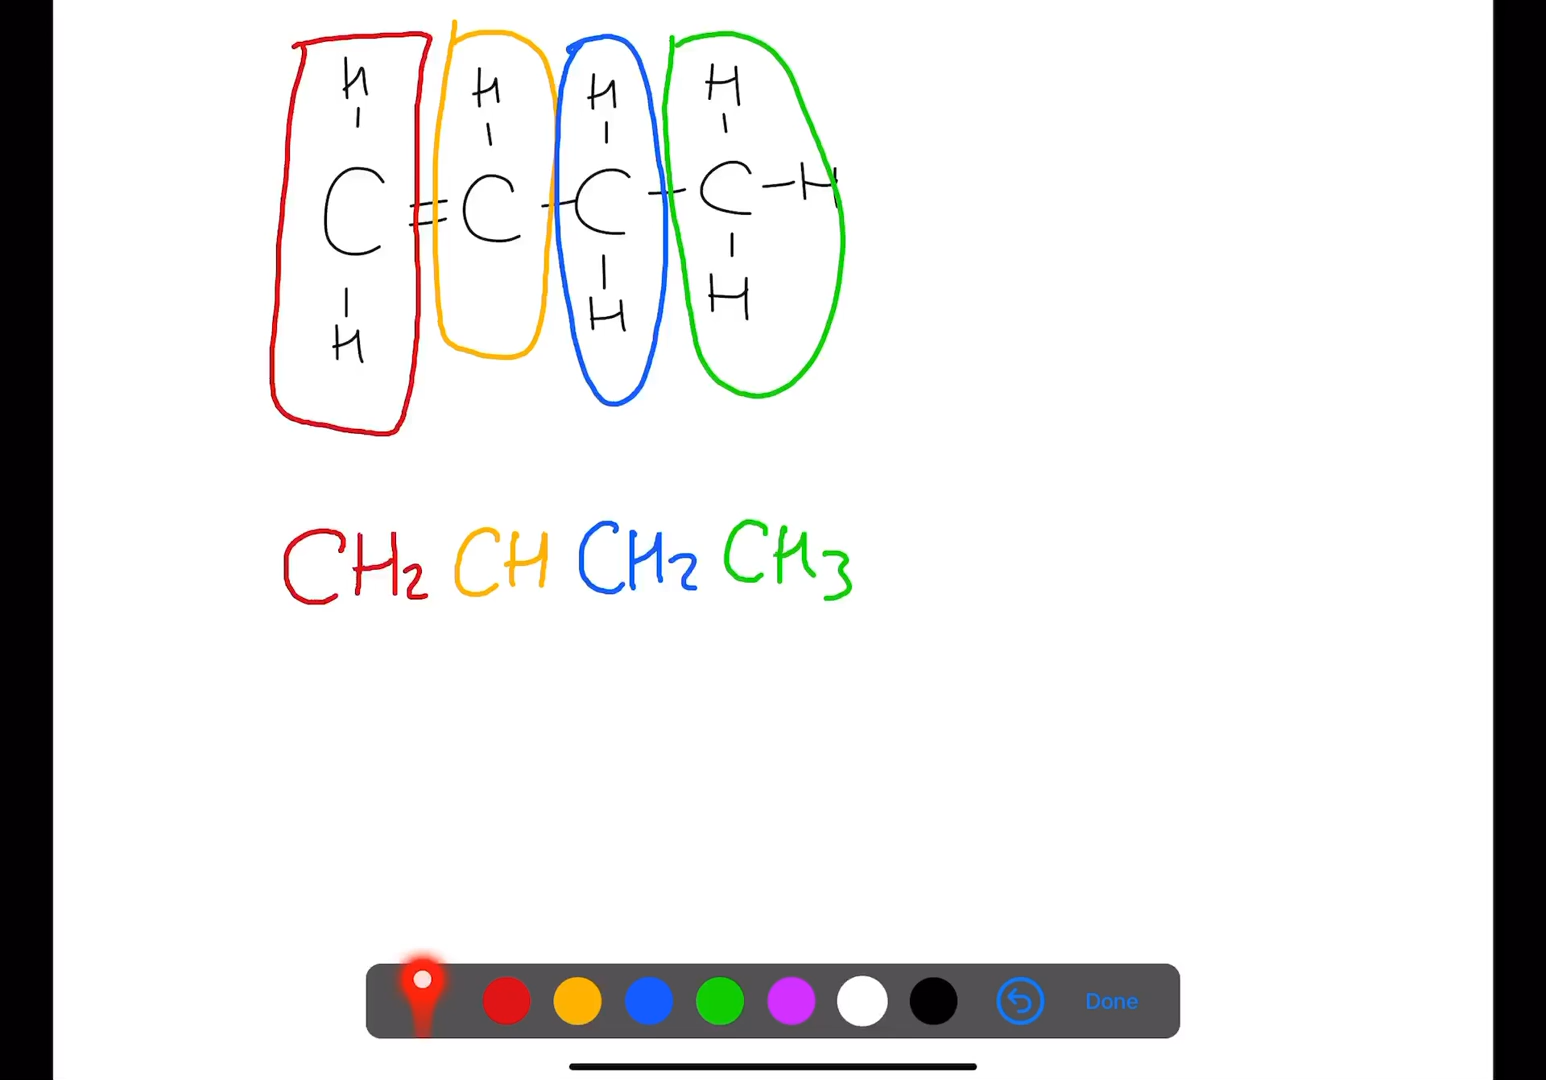 H H H H
C = C - C - C - H
H H H
CH2 CH CH2 CH3
Done